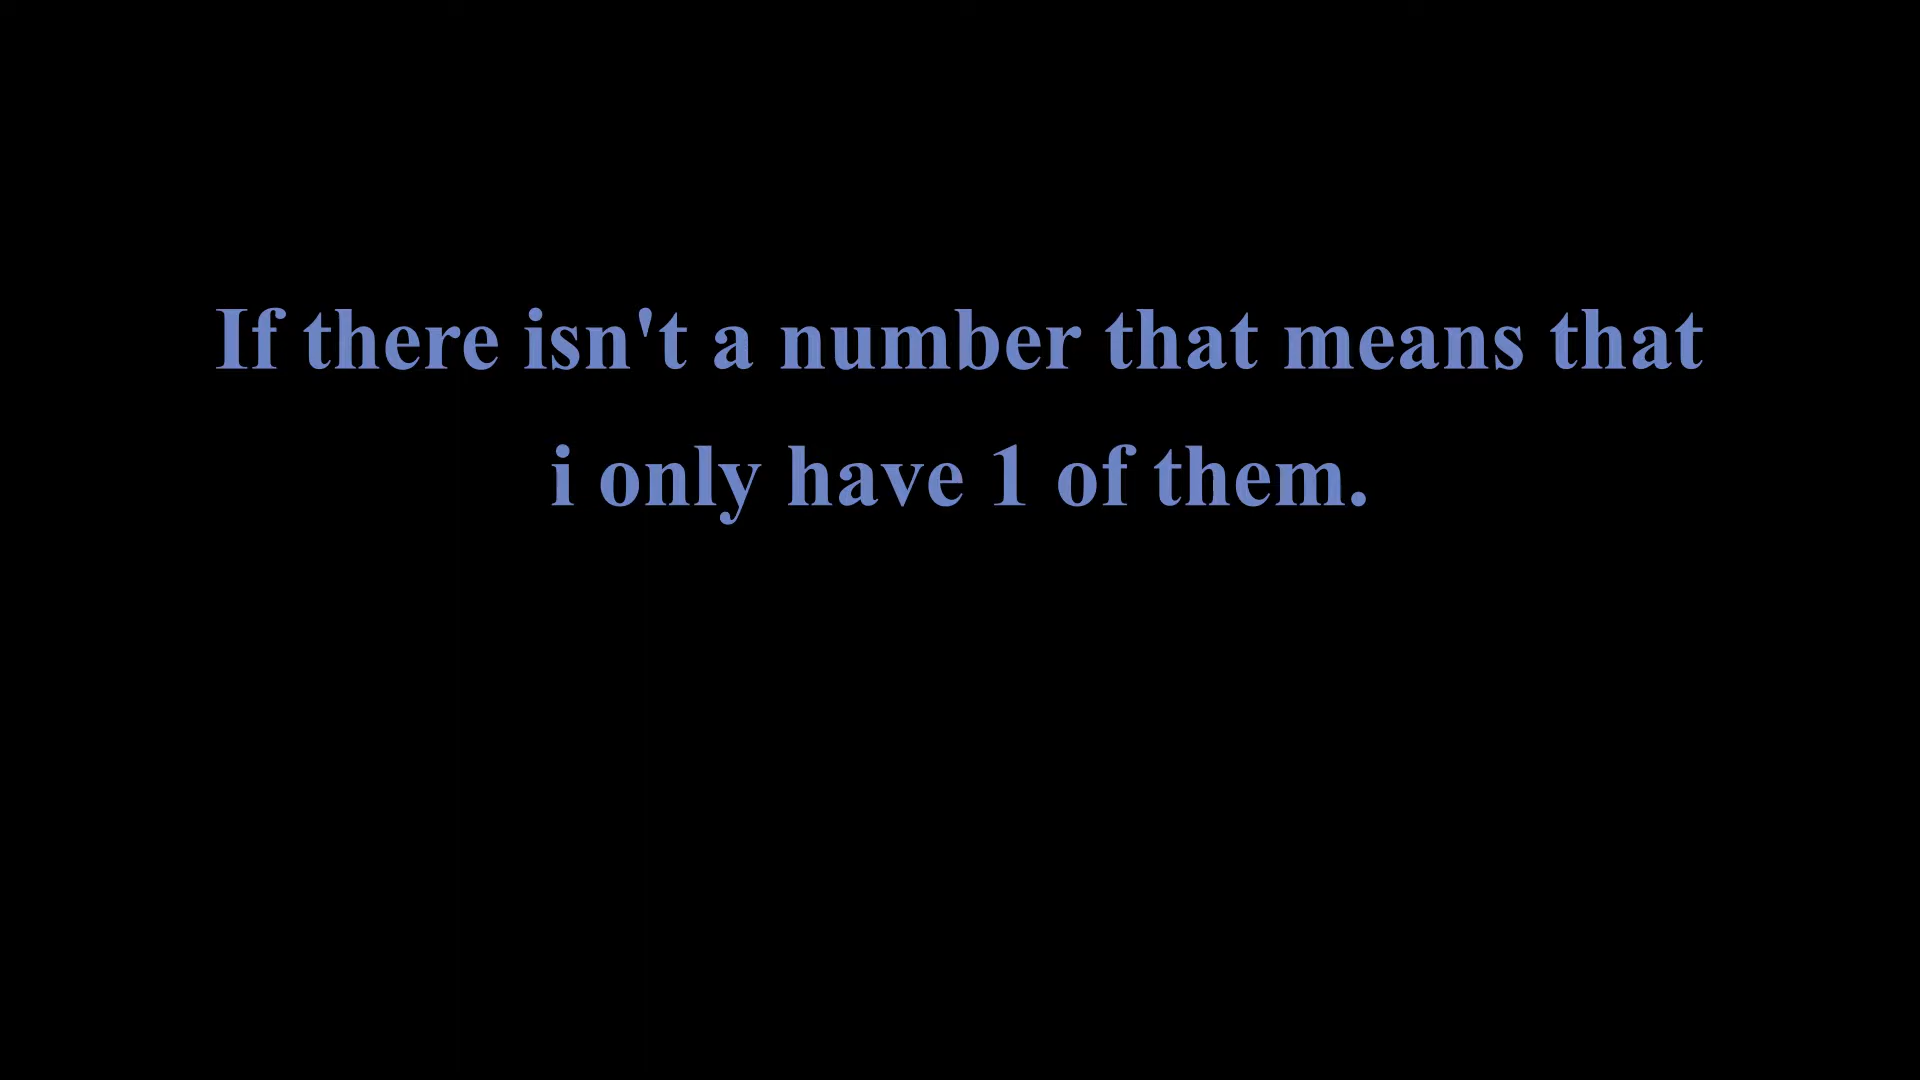 If there isn't a number that means that
i only have 1 of them.